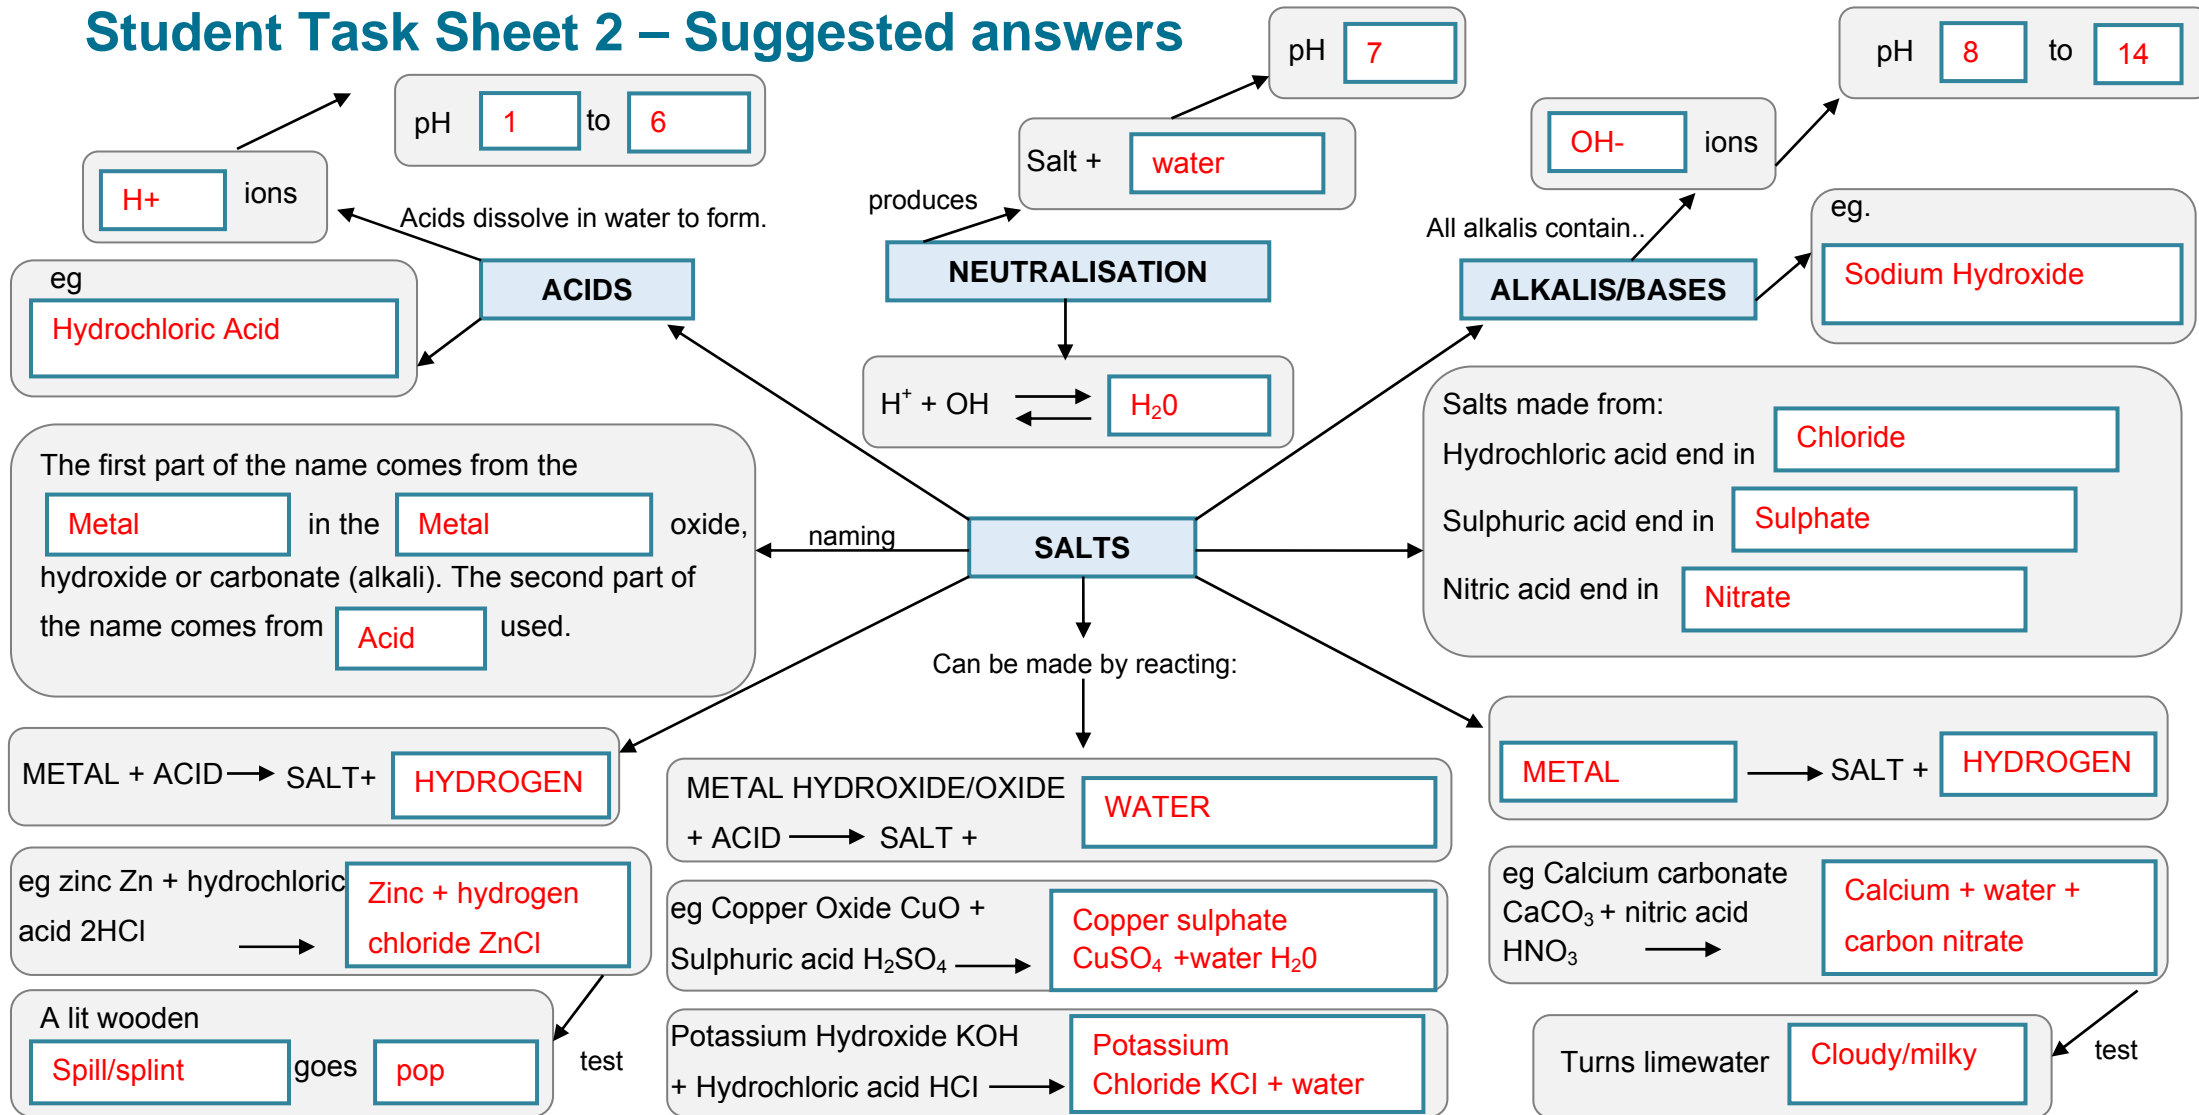 Student Task Sheet 2 – Suggested answers
pH 7
pH 8 to 14
pH 1 to 6
Salt + water
OH- ions
H+ ions
Acids dissolve in water to form.
produces
All alkalis contain..
eg.
Sodium Hydroxide
eg
Hydrochloric Acid
ACIDS
NEUTRALISATION
ALKALIS/BASES
H+ + OH H₂0
Salts made from:
Hydrochloric acid end in Chloride
Sulphuric acid end in Sulphate
Nitric acid end in Nitrate
The first part of the name comes from the
Metal in the Metal oxide,
hydroxide or carbonate (alkali). The second part of
the name comes from Acid used.
naming
SALTS
Can be made by reacting:
METAL + ACID → SALT+ HYDROGEN
METAL HYDROXIDE/OXIDE
+ ACID → SALT + WATER
METAL → SALT + HYDROGEN
eg zinc Zn + hydrochloric
acid 2HCl →
Zinc + hydrogen
chloride ZnCl
eg Copper Oxide CuO +
Sulphuric acid H₂SO₄ →
Copper sulphate
CuSO₄ +water H₂0
eg Calcium carbonate
CaCO₃ + nitric acid
HNO₃ →
Calcium + water +
carbon nitrate
A lit wooden
Spill/splint goes pop
test
Potassium Hydroxide KOH
+ Hydrochloric acid HCl →
Potassium
Chloride KCl + water
Turns limewater Cloudy/milky
test